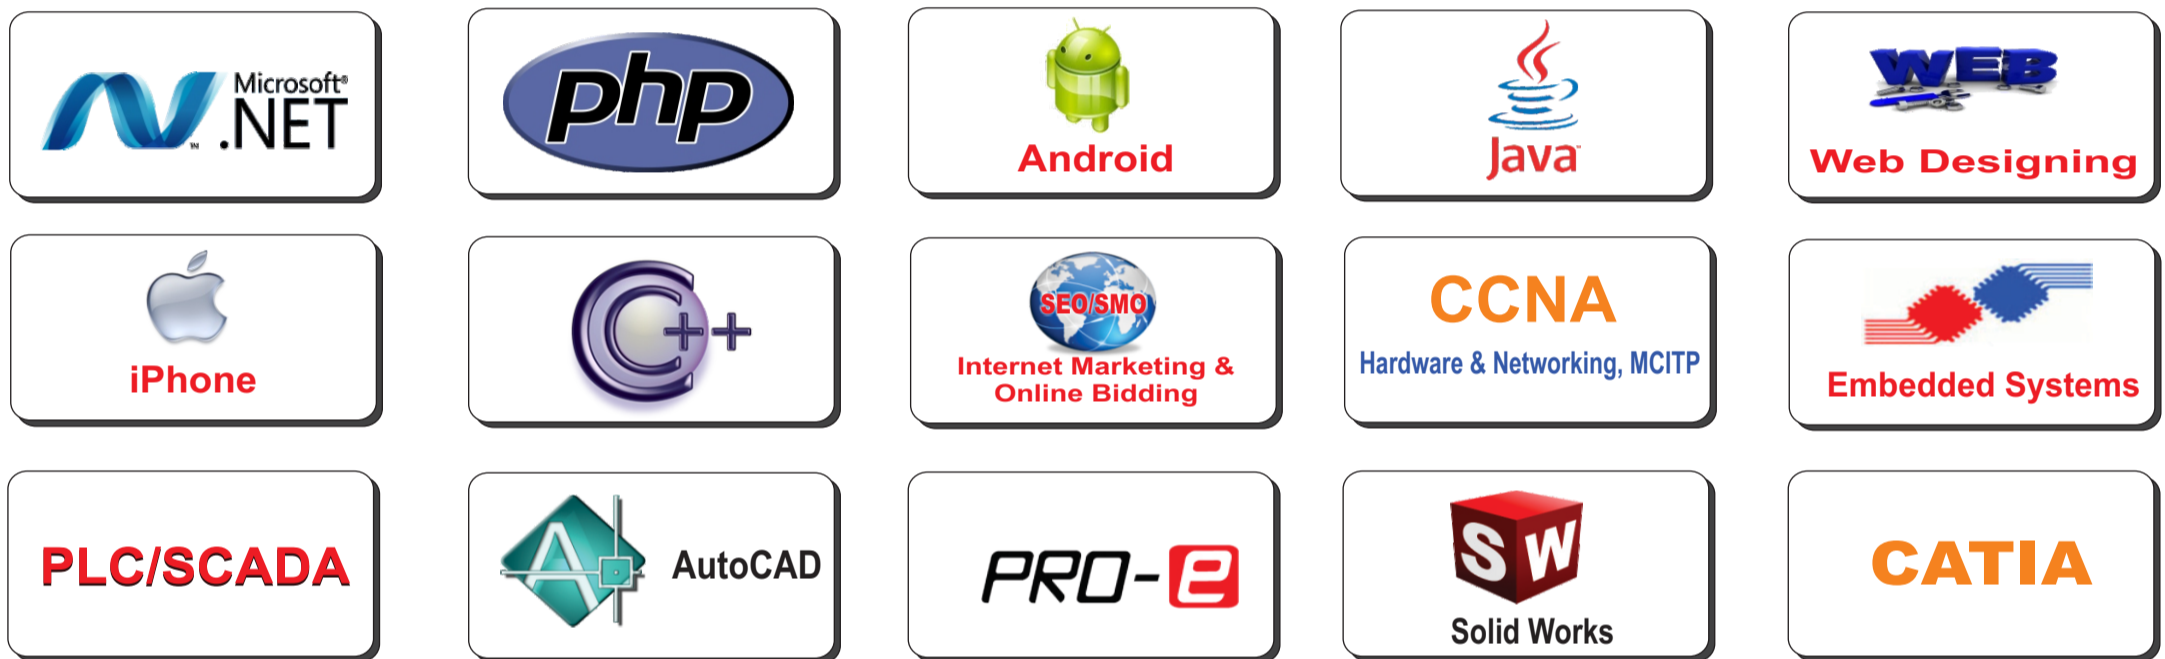 Microsoft®
.NET
php
Android
Java
WEB
Web Designing
iPhone
C++
SEO/SMO
Internet Marketing &
Online Bidding
CCNA
Hardware & Networking, MCITP
Embedded Systems
PLC/SCADA
A
AutoCAD
PRO-e
S W
Solid Works
CATIA